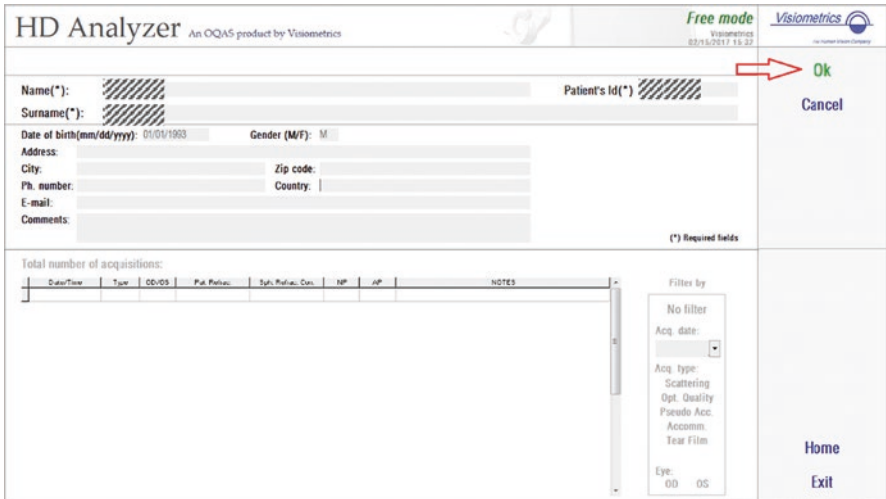 HD Analyzer An OQAS product by Visiometrics
Free mode
Visiometrics
02/15/2017 15:32
Visiometrics
Ok
Cancel
Name(*):
Patient's Id(*)
Surname(*):
Date of birth(mm/dd/yyyy): 01/01/1993 Gender (M/F): M
Address:
City: Zip code:
Ph. number: Country:
E-mail:
Comments:
(*) Required fields
Total number of acquisitions:
Date/Time Type OD/OS Pat. Refrac. Sph. Refrac. Corr. NP AP NOTES
Filter by
No filter
Acq. date:
Acq. type:
Scattering
Opt. Quality
Pseudo Acc.
Accomm.
Tear Film
Eye:
OD OS
Home
Exit